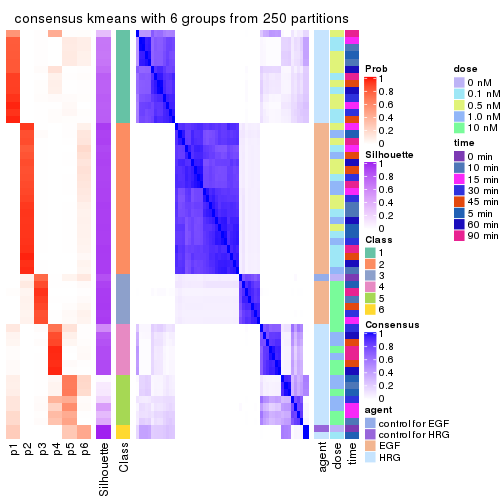 consensus kmeans with 6 groups from 250 partitions
Prob
1
0.8
0.6
0.4
0.2
0
Silhouette
1
0.8
0.6
0.4
0.2
0
Class
1
2
3
4
5
6
Consensus
1
0.8
0.6
0.4
0.2
0
agent
control for EGF
control for HRG
EGF
HRG
dose
0 nM
0.1 nM
0.5 nM
1.0 nM
10 nM
time
0 min
10 min
15 min
30 min
45 min
5 min
60 min
90 min
p1
p2
p3
p4
p5
p6
Silhouette
Class
agent
dose
time